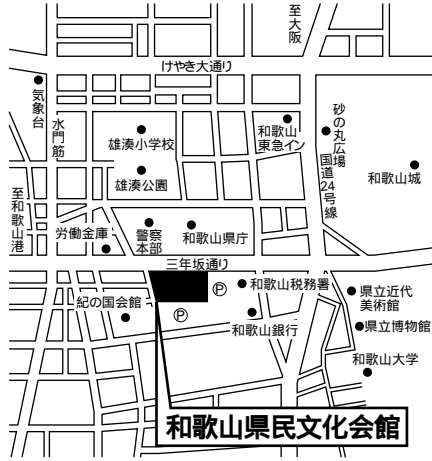 至大阪
けやき大通り
気象台
水門筋
雄湊小学校
和歌山
東急イン
砂の丸広場
国道24号線
雄湊公園
和歌山城
至和歌山港
労働金庫
警察
本部
和歌山県庁
三年坂通り
紀の国会館
P
P
和歌山税務署
県立近代
美術館
和歌山銀行
県立博物館
和歌山大学
和歌山県民文化会館